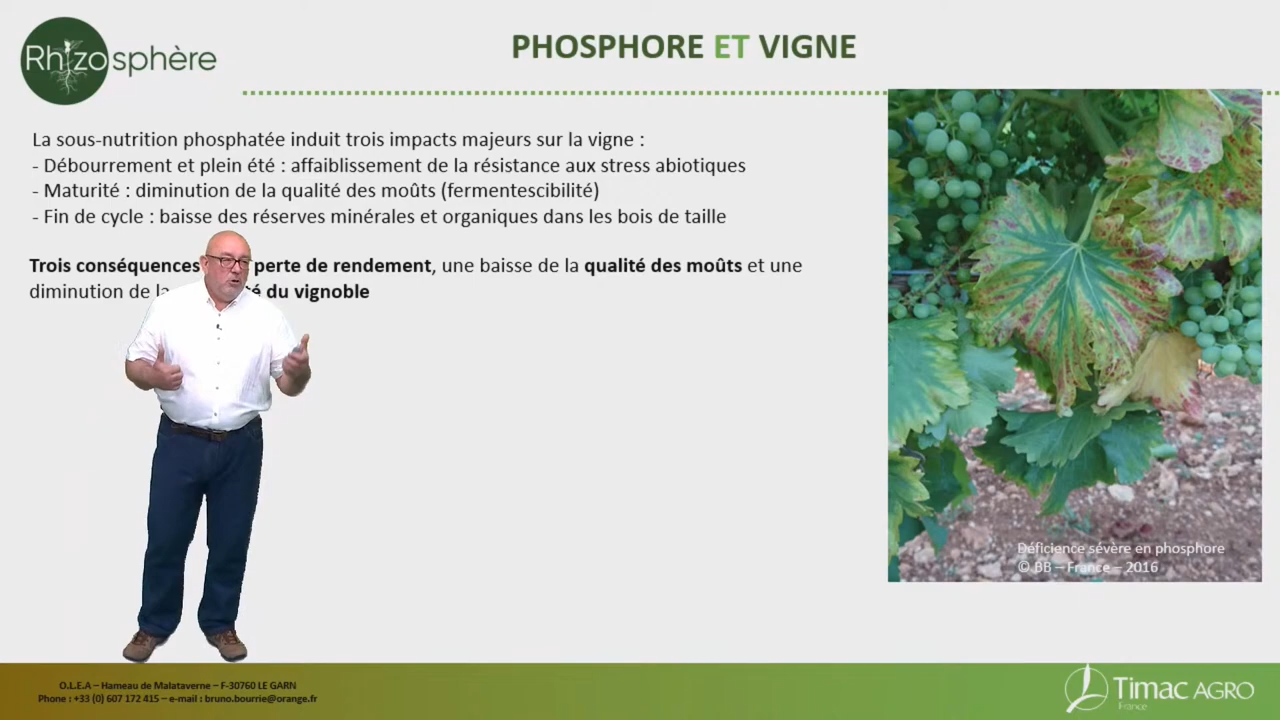 Rhizosphère
PHOSPHORE ET VIGNE
La sous-nutrition phosphatée induit trois impacts majeurs sur la vigne :
- Débourrement et plein été : affaiblissement de la résistance aux stress abiotiques
- Maturité : diminution de la qualité des moûts (fermentescibilité)
- Fin de cycle : baisse des réserves minérales et organiques dans les bois de taille
Trois conséquences perte de rendement, une baisse de la qualité des moûts et une
diminution de la du vignoble
Déficience sévère en phosphore
© BB – France – 2016
O.L.E.A – Hameau de Malataverne – F-30760 LE GARN
Phone : +33 (0) 607 172 415 – e-mail : bruno.bourrie@orange.fr
Timac AGRO
France